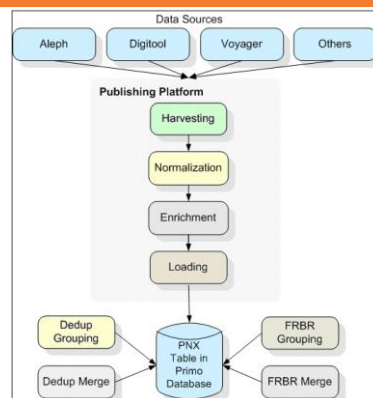 Data Sources
Aleph
Digitool
Voyager
Others
Publishing Platform
Harvesting
Normalization
Enrichment
Loading
Dedup
Grouping
PNX
Table in
Primo
Database
FRBR
Grouping
Dedup Merge
FRBR Merge